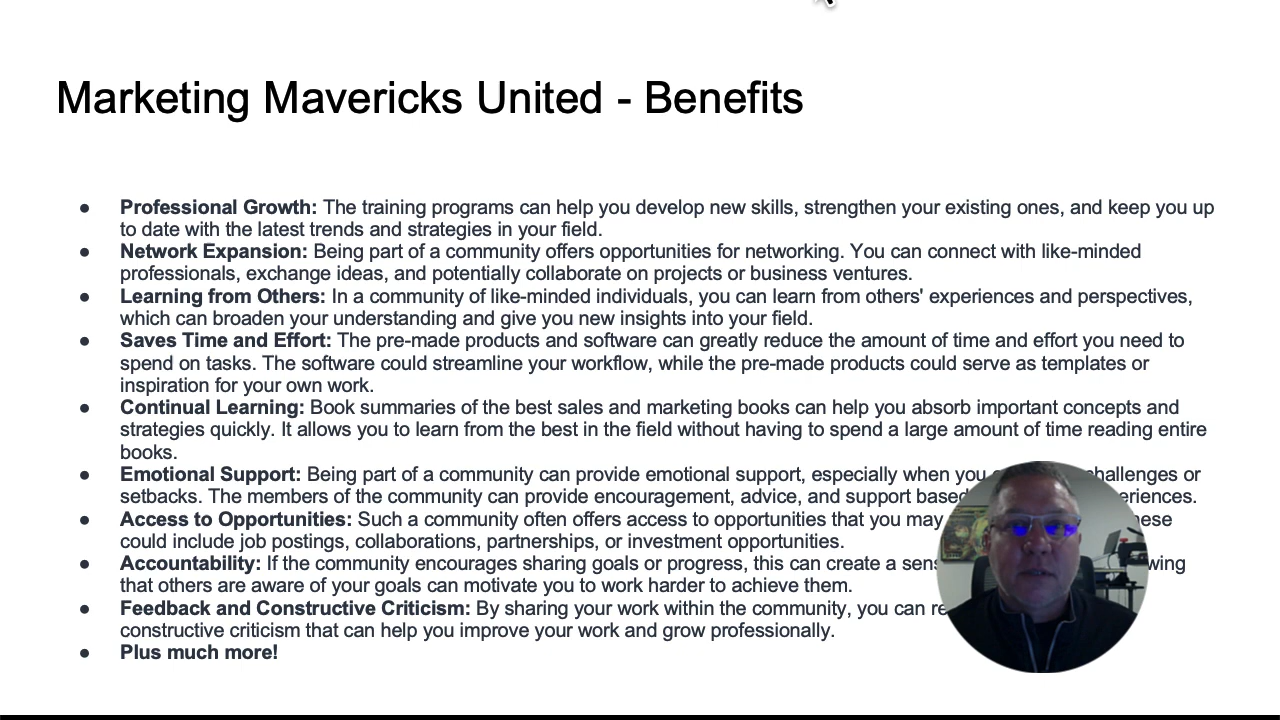 Marketing Mavericks United - Benefits
● Professional Growth: The training programs can help you develop new skills, strengthen your existing ones, and keep you up
to date with the latest trends and strategies in your field.
● Network Expansion: Being part of a community offers opportunities for networking. You can connect with like-minded
professionals, exchange ideas, and potentially collaborate on projects or business ventures.
● Learning from Others: In a community of like-minded individuals, you can learn from others' experiences and perspectives,
which can broaden your understanding and give you new insights into your field.
● Saves Time and Effort: The pre-made products and software can greatly reduce the amount of time and effort you need to
spend on tasks. The software could streamline your workflow, while the pre-made products could serve as templates or
inspiration for your own work.
● Continual Learning: Book summaries of the best sales and marketing books can help you absorb important concepts and
strategies quickly. It allows you to learn from the best in the field without having to spend a large amount of time reading entire
books.
● Emotional Support: Being part of a community can provide emotional support, especially when you challenges or
setbacks. The members of the community can provide encouragement, advice, and support based
● Access to Opportunities: Such a community often offers access to opportunities that you may
could include job postings, collaborations, partnerships, or investment opportunities.
● Accountability: If the community encourages sharing goals or progress, this can create a
that others are aware of your goals can motivate you to work harder to achieve them.
● Feedback and Constructive Criticism: By sharing your work within the community, you can
constructive criticism that can help you improve your work and grow professionally.
● Plus much more!